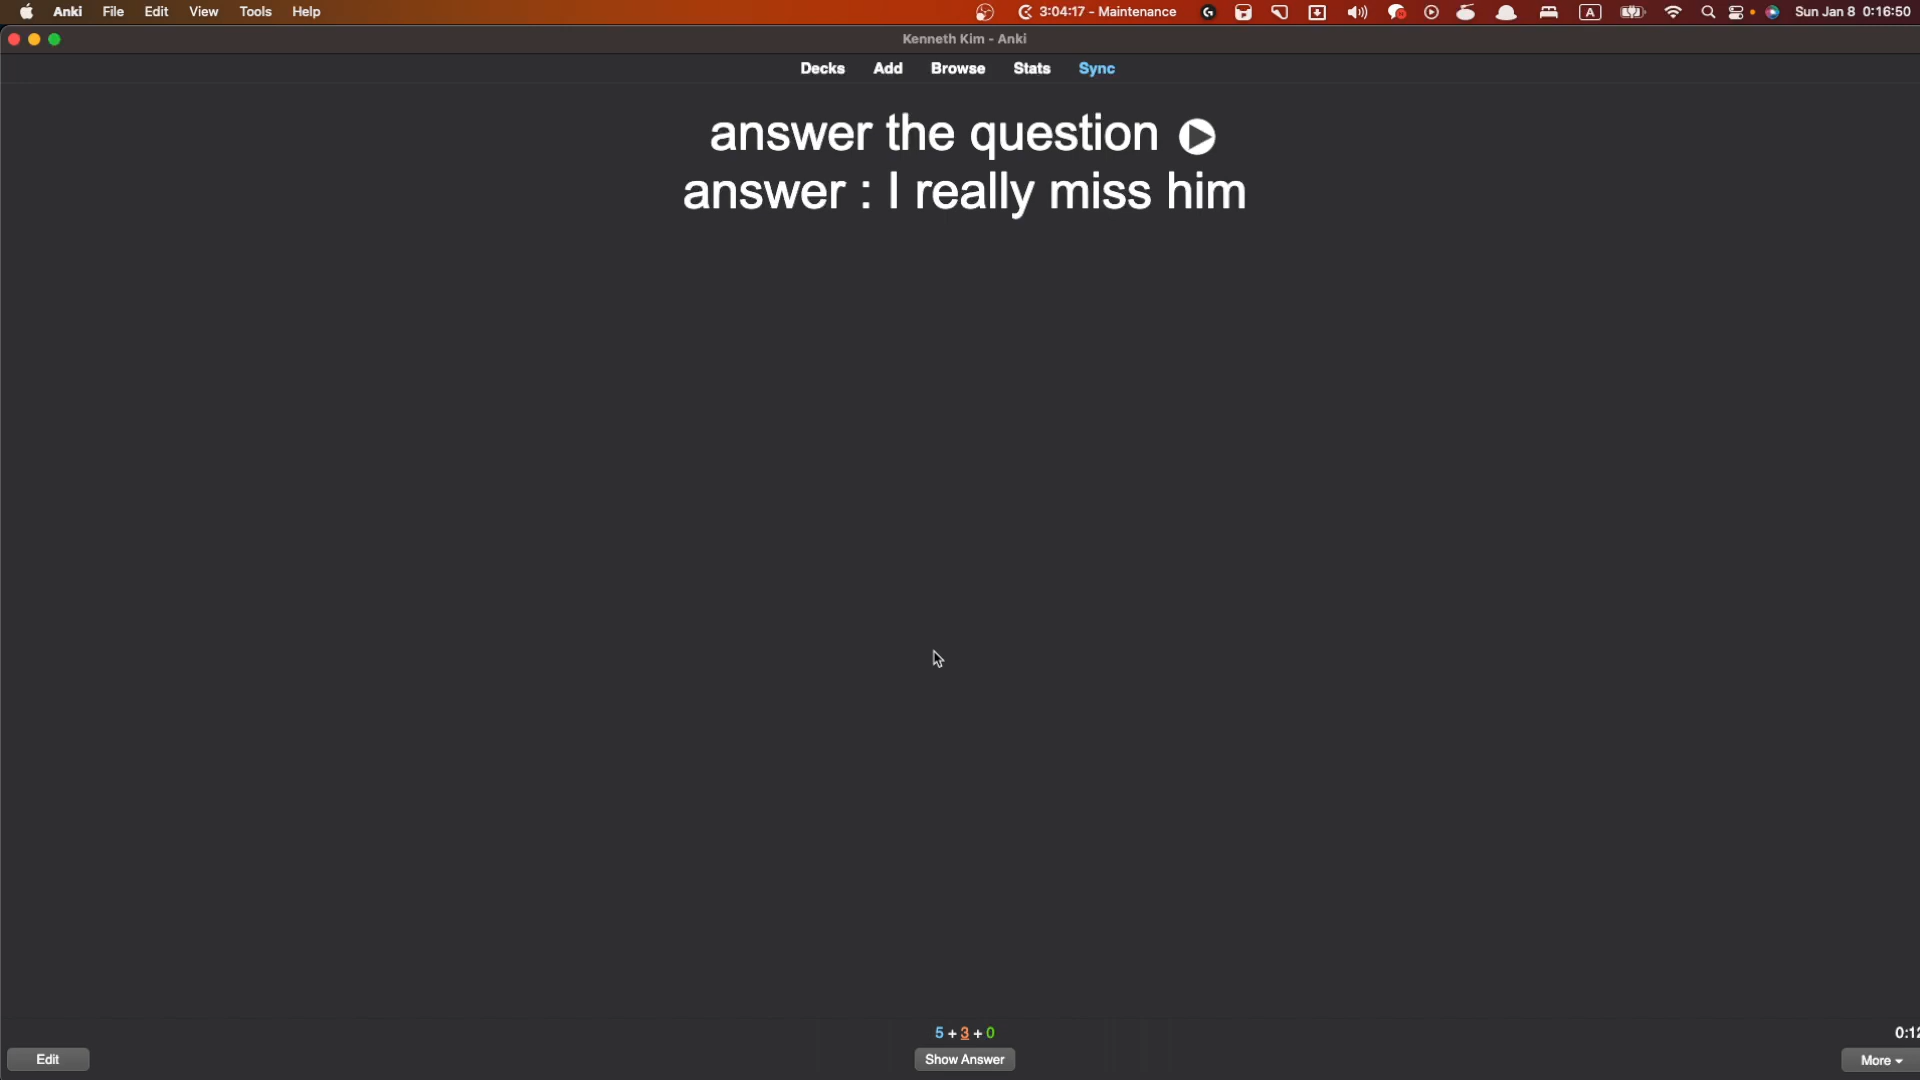 Anki File Edit View Tools Help 3:04:17 - Maintenance A Sun Jan 8 0:16:50
Kenneth Kim - Anki
Decks Add Browse Stats Sync
answer the question
answer : I really miss him
5 + 3 + 0
0:12
Edit Show Answer More